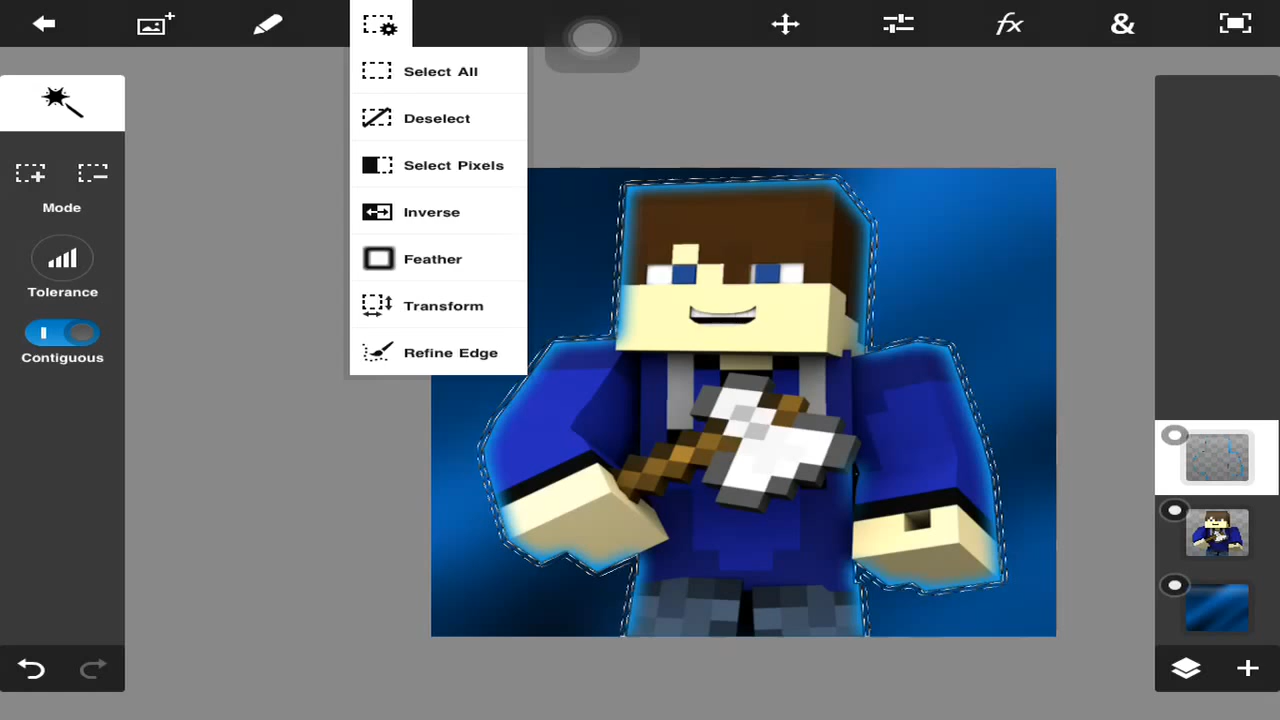 fx
&
Select All
Deselect
Select Pixels
Mode
Inverse
Feather
Tolerance
Transform
Contiguous
Refine Edge